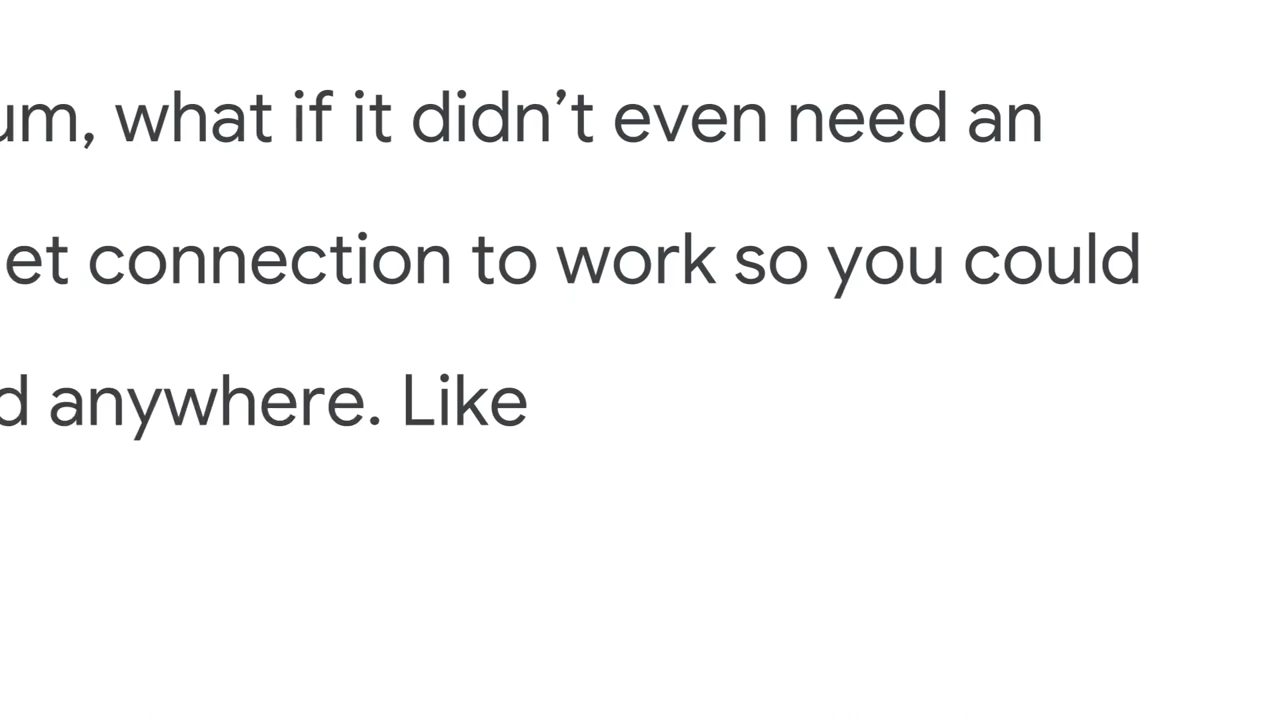 um, what if it didn’t even need an
et connection to work so you could
d anywhere. Like